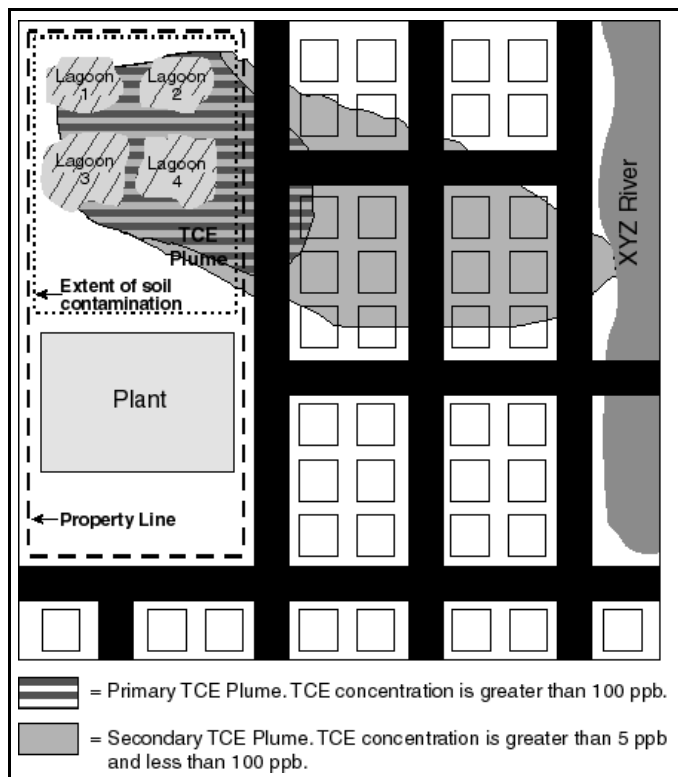 Lagoon
1
Lagoon
2
Lagoon
3
Lagoon
4
TCE
Plume
XYZ River
Extent of soil
contamination
Plant
Property Line
= Primary TCE Plume. TCE concentration is greater than 100 ppb.
= Secondary TCE Plume. TCE concentration is greater than 5 ppb
and less than 100 ppb.